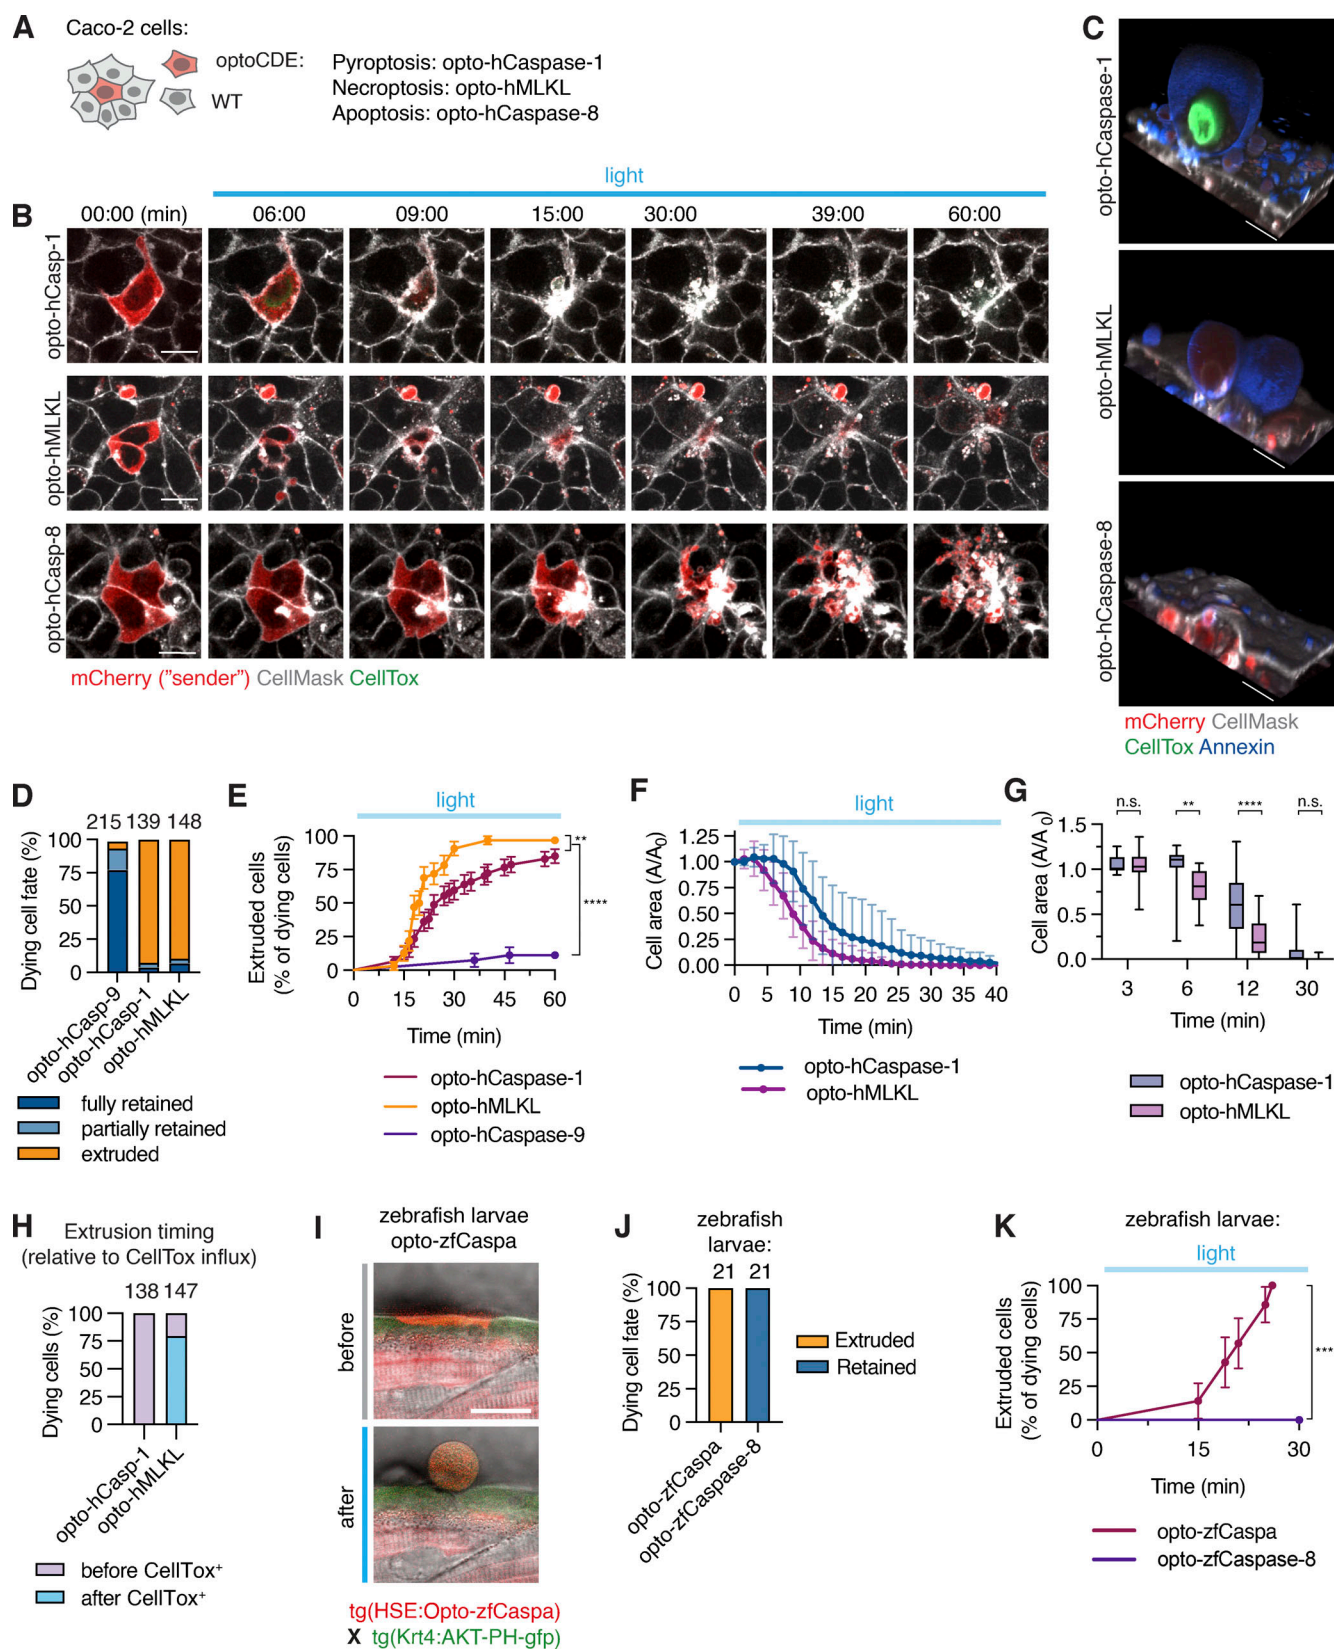 A
Caco-2 cells:
optoCDE:
WT
Pyroptosis: opto-hCaspase-1
Necroptosis: opto-hMLKL
Apoptosis: opto-hCaspase-8
light
B
00:00 (min) 06:00 09:00 15:00 30:00 39:00 60:00
opto-hCasp-1
opto-hMLKL
opto-hCasp-8
mCherry ("sender") CellMask CellTox
C
opto-hCaspase-1
opto-hMLKL
opto-hCaspase-8
mCherry CellMask
CellTox Annexin
D
215 139 148
Dying cell fate (%)
100
75
50
25
0
opto-hCasp-9
opto-hCasp-1
opto-hMLKL
fully retained
partially retained
extruded
E
light
Extruded cells
(% of dying cells)
100
75
50
25
0
**
****
0 15 30 45 60
Time (min)
opto-hCaspase-1
opto-hMLKL
opto-hCaspase-9
F
light
Cell area (A/A0)
1.25
1.00
0.75
0.50
0.25
0.00
0 5 10 15 20 25 30 35 40
Time (min)
opto-hCaspase-1
opto-hMLKL
G
n.s. ** **** n.s.
Cell area (A/A0)
1.5
1.0
0.5
0.0
3 6 12 30
Time (min)
opto-hCaspase-1
opto-hMLKL
H
Extrusion timing
(relative to CellTox influx)
138 147
Dying cells (%)
100
75
50
25
0
opto-hCasp-1
opto-hMLKL
before CellTox+
after CellTox+
I
zebrafish larvae
opto-zfCaspa
before
after
tg(HSE:Opto-zfCaspa)
X tg(Krt4:AKT-PH-gfp)
J
zebrafish
larvae:
21 21
Dying cell fate (%)
100
75
50
25
0
opto-zfCaspa
opto-zfCaspase-8
Extruded
Retained
K
zebrafish larvae:
light
Extruded cells
(% of dying cells)
100
75
50
25
0
***
0 15 30
Time (min)
opto-zfCaspa
opto-zfCaspase-8